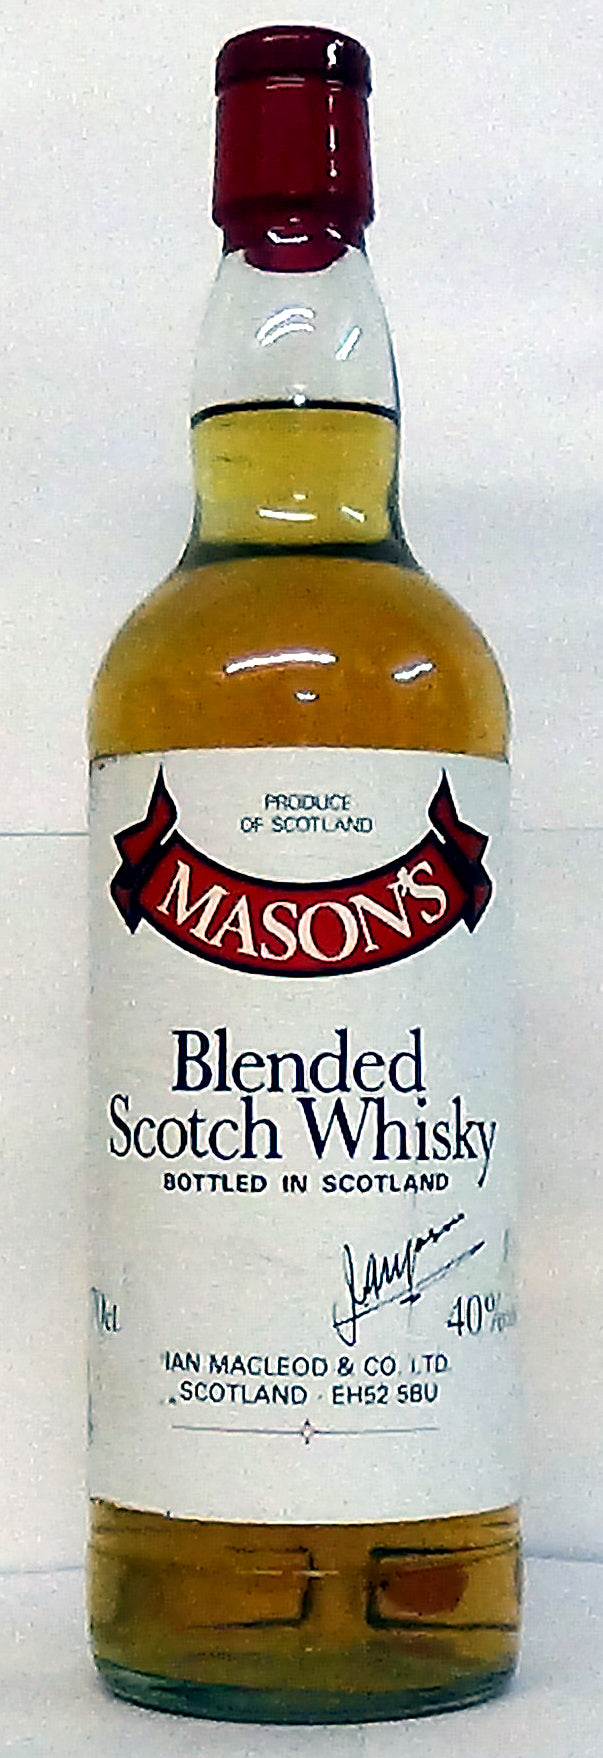 PRODUCE
OF SCOTLAND
MASON'S
Blended
Scotch Whisky
BOTTLED IN SCOTLAND
40%
IAN MACLEOD & CO. LTD
SCOTLAND - EH52 5BU